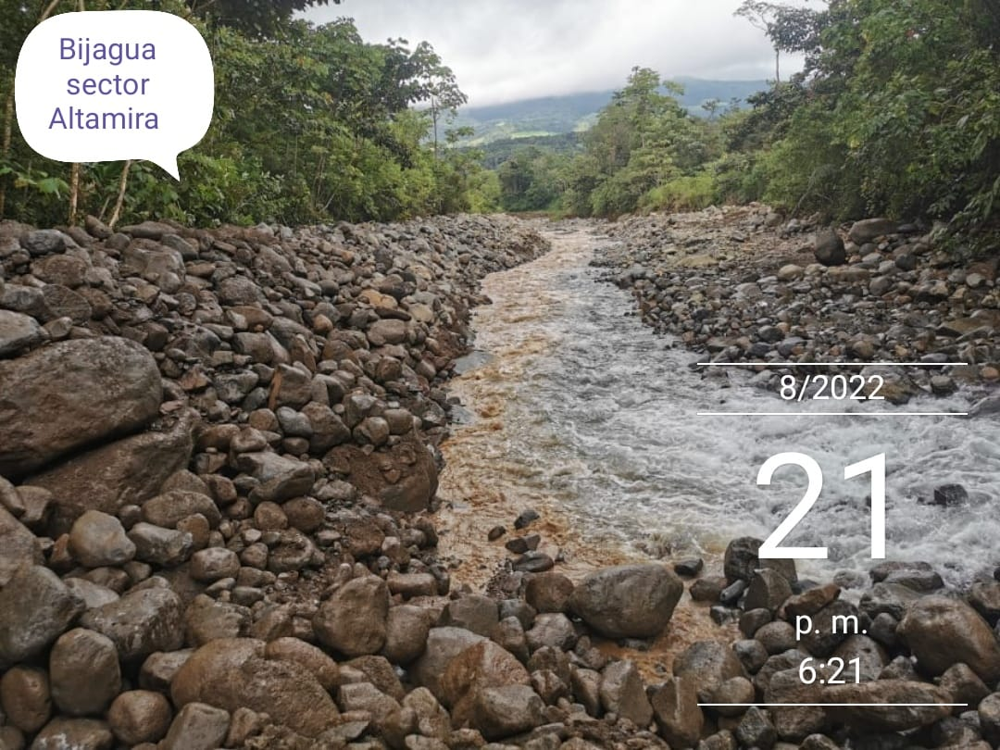 Bijagua
sector
Altamira
8/2022
21
p. m.
6:21